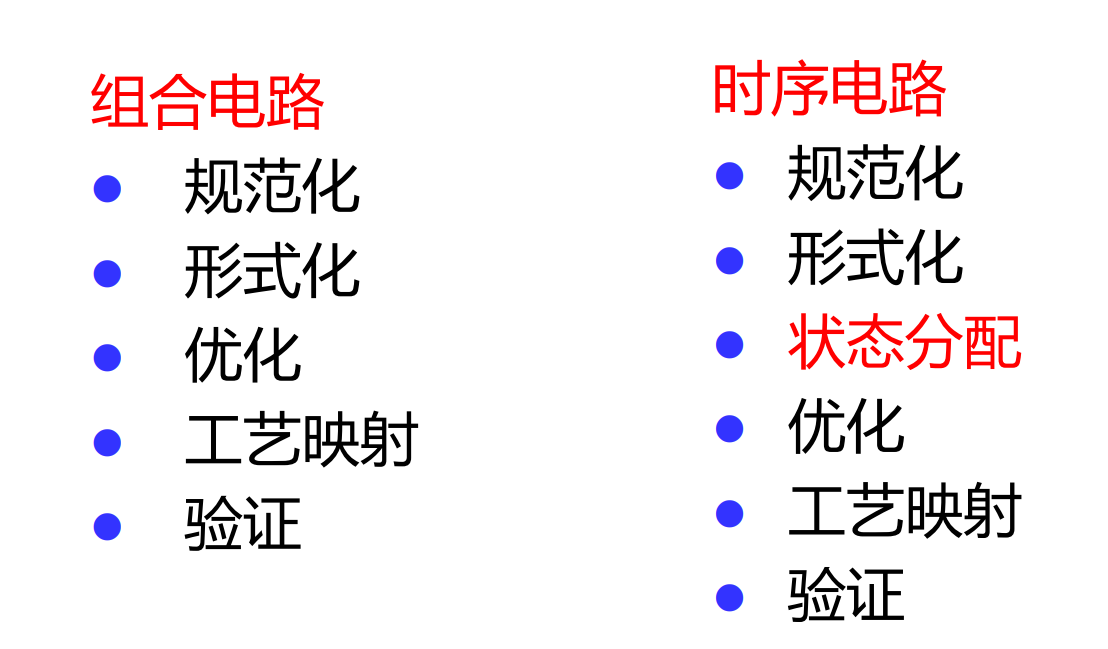 组合电路
● 规范化
● 形式化
● 优化
● 工艺映射
● 验证
时序电路
● 规范化
● 形式化
● 状态分配
● 优化
● 工艺映射
● 验证